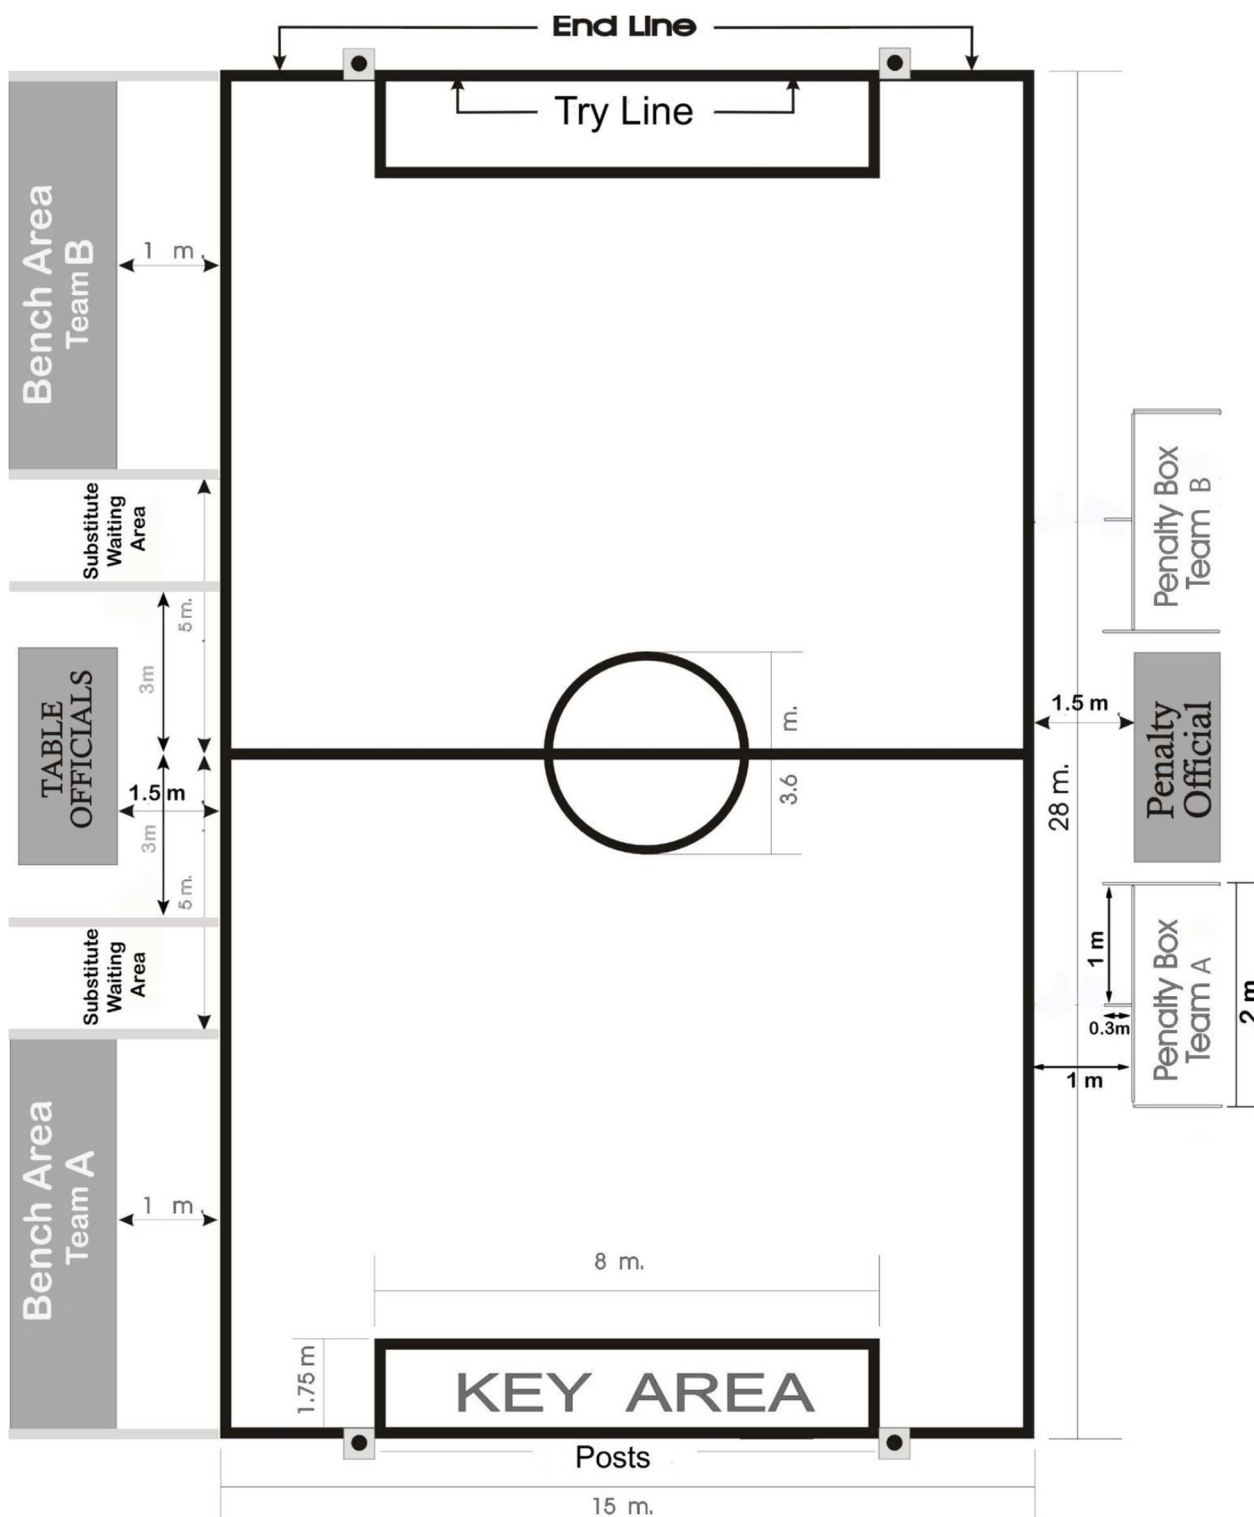 End Line
Try Line
Bench Area
Team B
1 m.
Substitute
Waiting
Area
5 m.
3m
TABLE
OFFICIALS
1.5 m
3m
5 m.
Substitute
Waiting
Area
Bench Area
Team A
1 m.
3.6 m.
Penalty Box
Team B
1.5 m
28 m.
Penalty
Official
1 m
0.3m
1 m
Penalty Box
Team A
2 m
8 m.
1.75 m
KEY AREA
Posts
15 m.